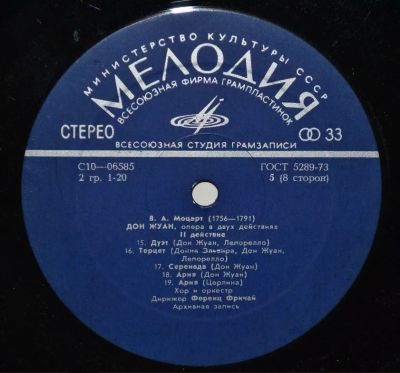 МИНИСТЕРСТВО КУЛЬТУРЫ СССР
МЕЛОДИЯ
ВСЕСОЮЗНАЯ ФИРМА ГРАМПЛАСТИНОК
СТЕРЕО
33
ВСЕСОЮЗНАЯ СТУДИЯ ГРАМЗАПИСИ
С10—06585
ГОСТ 5289-73
2 гр. 1-20
5 (8 сторон)
В. А. Моцарт (1756—1791)
ДОН ЖУАН, опера в двух действиях
II действие
15. Дуэт (Дон Жуан, Лепорелло)
16. Терцет (Донна Эльвира, Дон Жуан,
Лепорелло)
17. Серенада (Дон Жуан)
18. Ария (Дон Жуан)
19. Ария (Церлина)
Хор и оркестр
Дирижер Ференц Фричай
Архивная запись